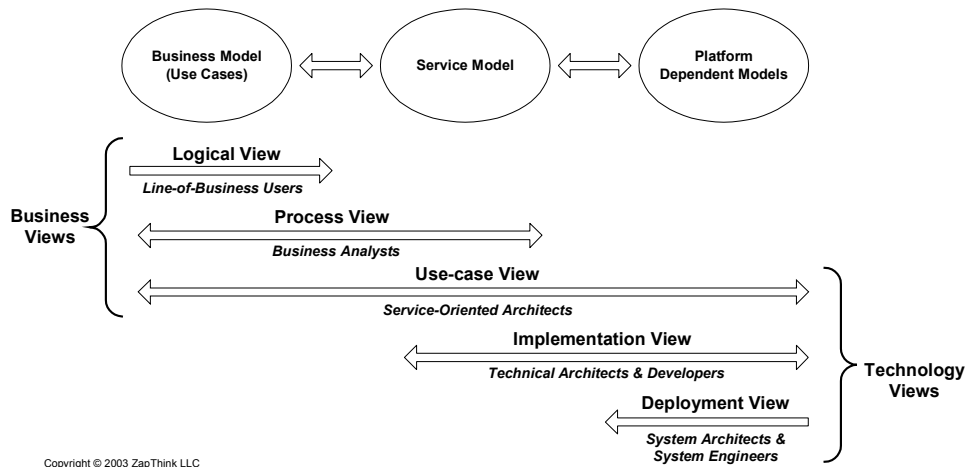 Business Model
(Use Cases)
Service Model
Platform
Dependent Models
Logical View
Line-of-Business Users
Business
Views
Process View
Business Analysts
Use-case View
Service-Oriented Architects
Implementation View
Technical Architects & Developers
Technology
Views
Deployment View
System Architects &
System Engineers
Copyright © 2003 ZapThink LLC